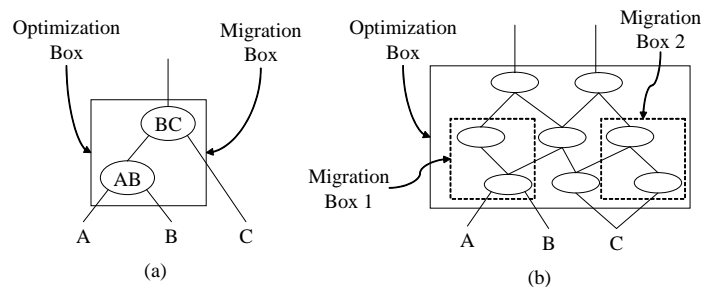 Optimization
Box
Migration
Box
BC
AB
A
B
C
(a)
Optimization
Box
Migration
Box 2
Migration
Box 1
A
B
C
(b)